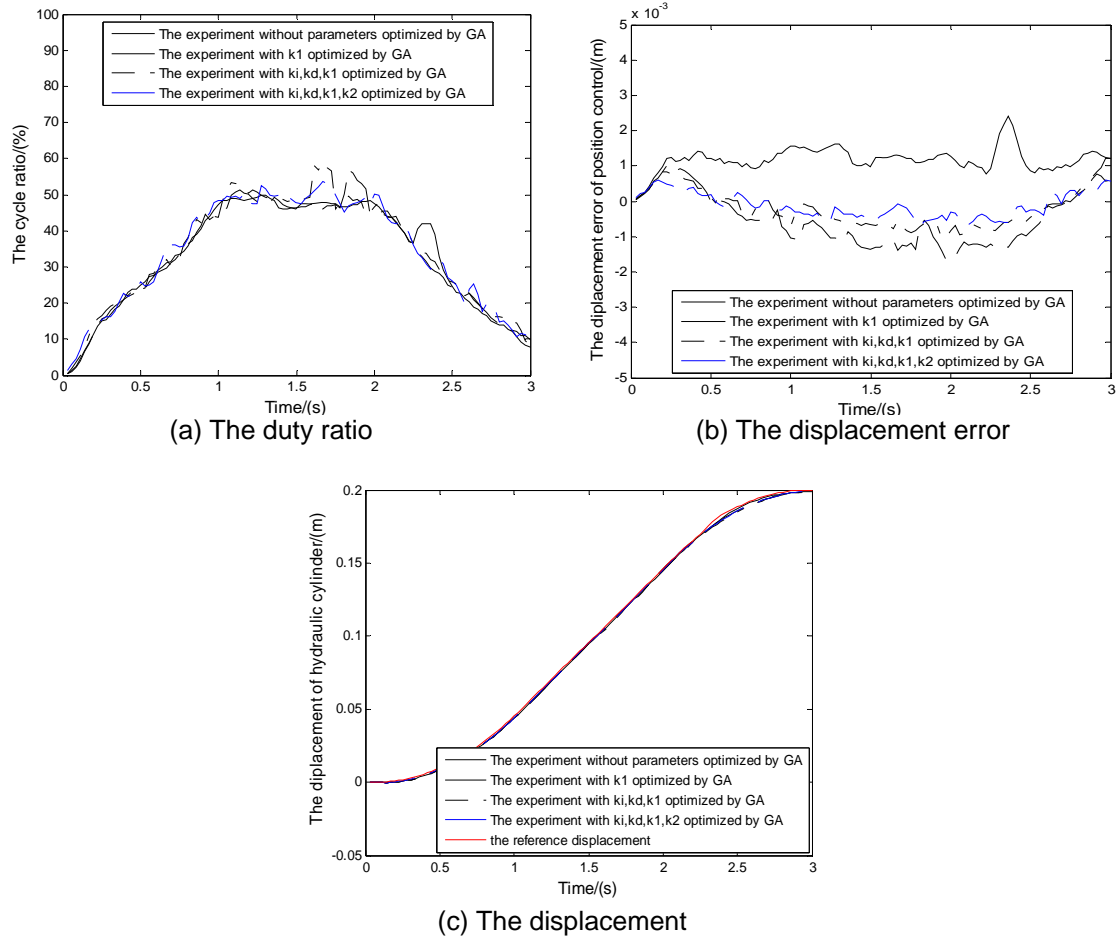 100
90
80
70
60
50
40
30
20
10
0
The cycle ratio/(%)
The experiment without parameters optimized by GA
The experiment with k1 optimized by GA
The experiment with ki,kd,k1 optimized by GA
The experiment with ki,kd,k1,k2 optimized by GA
0 0.5 1 1.5 2 2.5 3
Time/(s)
(a) The duty ratio
x 10-3
5
4
3
2
1
0
-1
-2
-3
-4
-5
The diplacement error of position control/(m)
The experiment without parameters optimized by GA
The experiment with k1 optimized by GA
The experiment with ki,kd,k1 optimized by GA
The experiment with ki,kd,k1,k2 optimized by GA
0 0.5 1 1.5 2 2.5 3
Time/(s)
(b) The displacement error
0.2
0.15
0.1
0.05
0
-0.05
The diplacement of hydraulic cylinder/(m)
The experiment without parameters optimized by GA
The experiment with k1 optimized by GA
The experiment with ki,kd,k1 optimized by GA
The experiment with ki,kd,k1,k2 optimized by GA
the reference displacement
0 0.5 1 1.5 2 2.5 3
Time/(s)
(c) The displacement